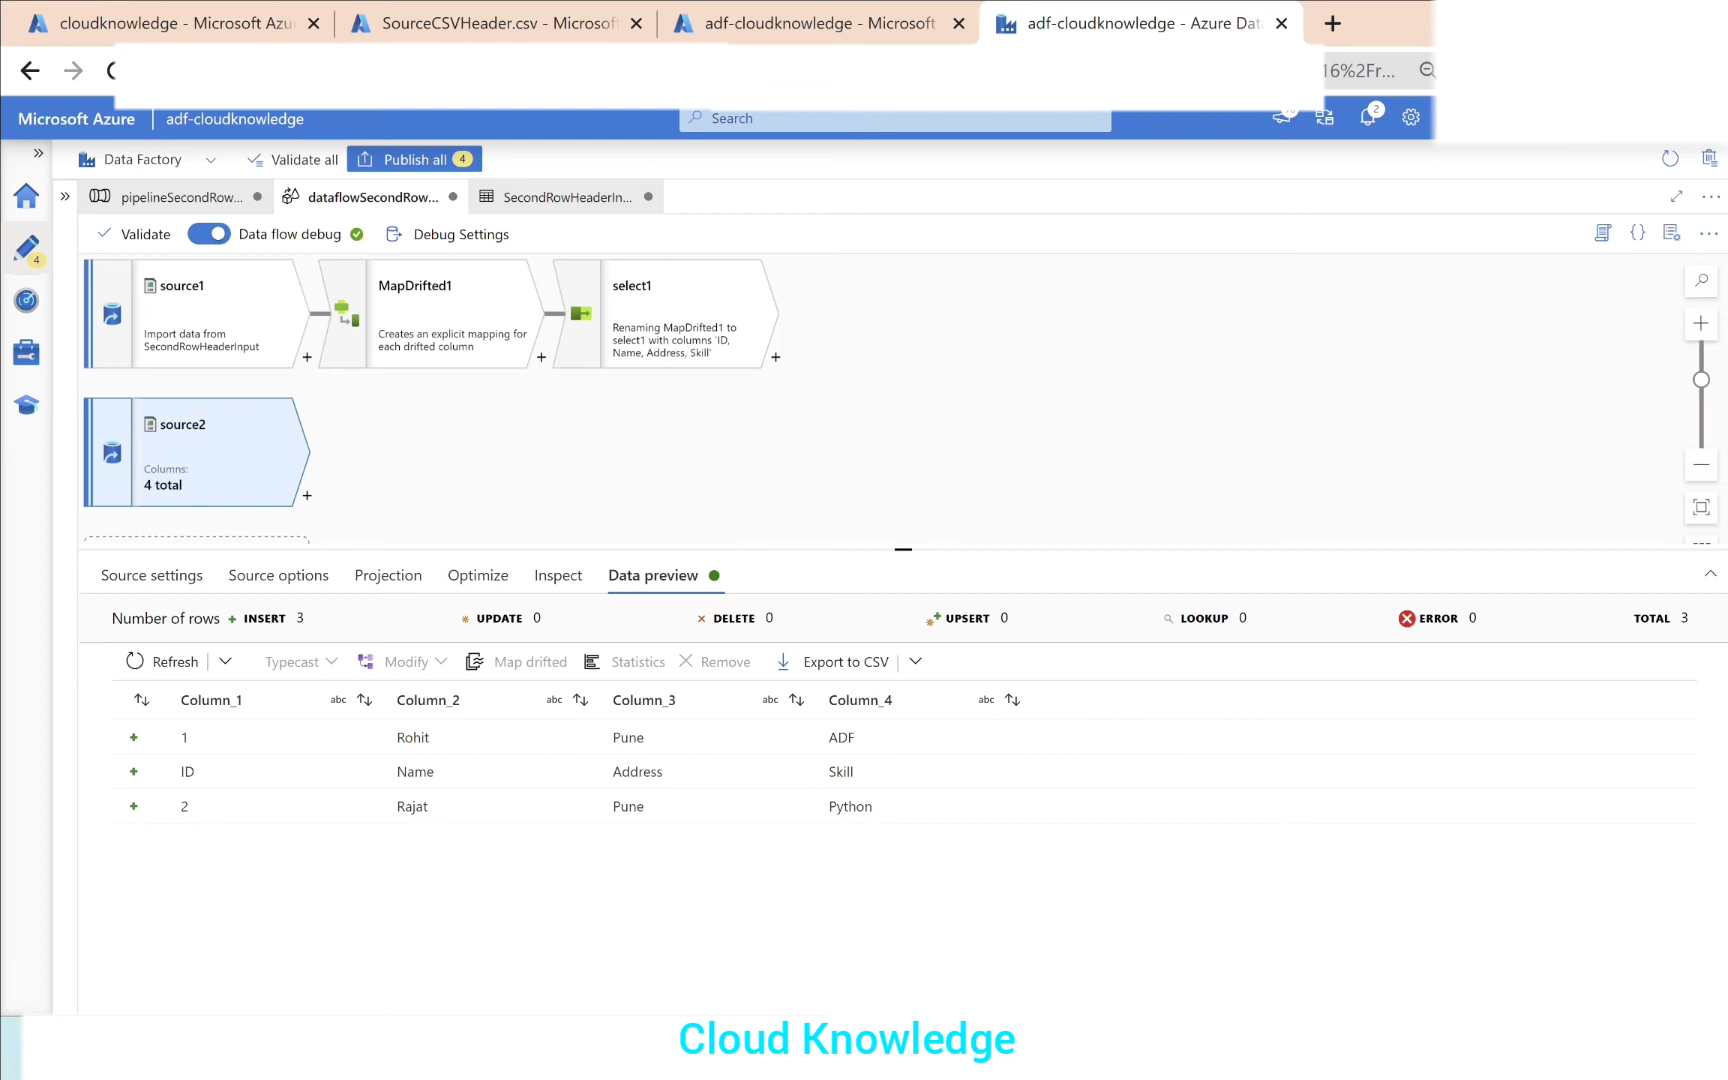 cloudknowledge - Microsoft Azu
SourceCSVHeader.csv - Microsof
adf-cloudknowledge - Microsoft
adf-cloudknowledge - Azure Dat
16%2Fr...
Microsoft Azure
adf-cloudknowledge
Search
2
Data Factory
Validate all
Publish all
4
pipelineSecondRow...
dataflowSecondRow...
SecondRowHeaderIn...
4
Validate
Data flow debug
Debug Settings
source1
Import data from
SecondRowHeaderInput
MapDrifted1
Creates an explicit mapping for
each drifted column
select1
Renaming MapDrifted1 to
select1 with columns 'ID,
Name, Address, Skill'
source2
Columns:
4 total
Source settings
Source options
Projection
Optimize
Inspect
Data preview
Number of rows
INSERT 3
UPDATE 0
DELETE 0
UPSERT 0
LOOKUP 0
ERROR 0
TOTAL 3
Refresh
Typecast
Modify
Map drifted
Statistics
Remove
Export to CSV
Column_1 abc Column_2 abc Column_3 abc Column_4 abc
1 Rohit Pune ADF
ID Name Address Skill
2 Rajat Pune Python
Cloud Knowledge